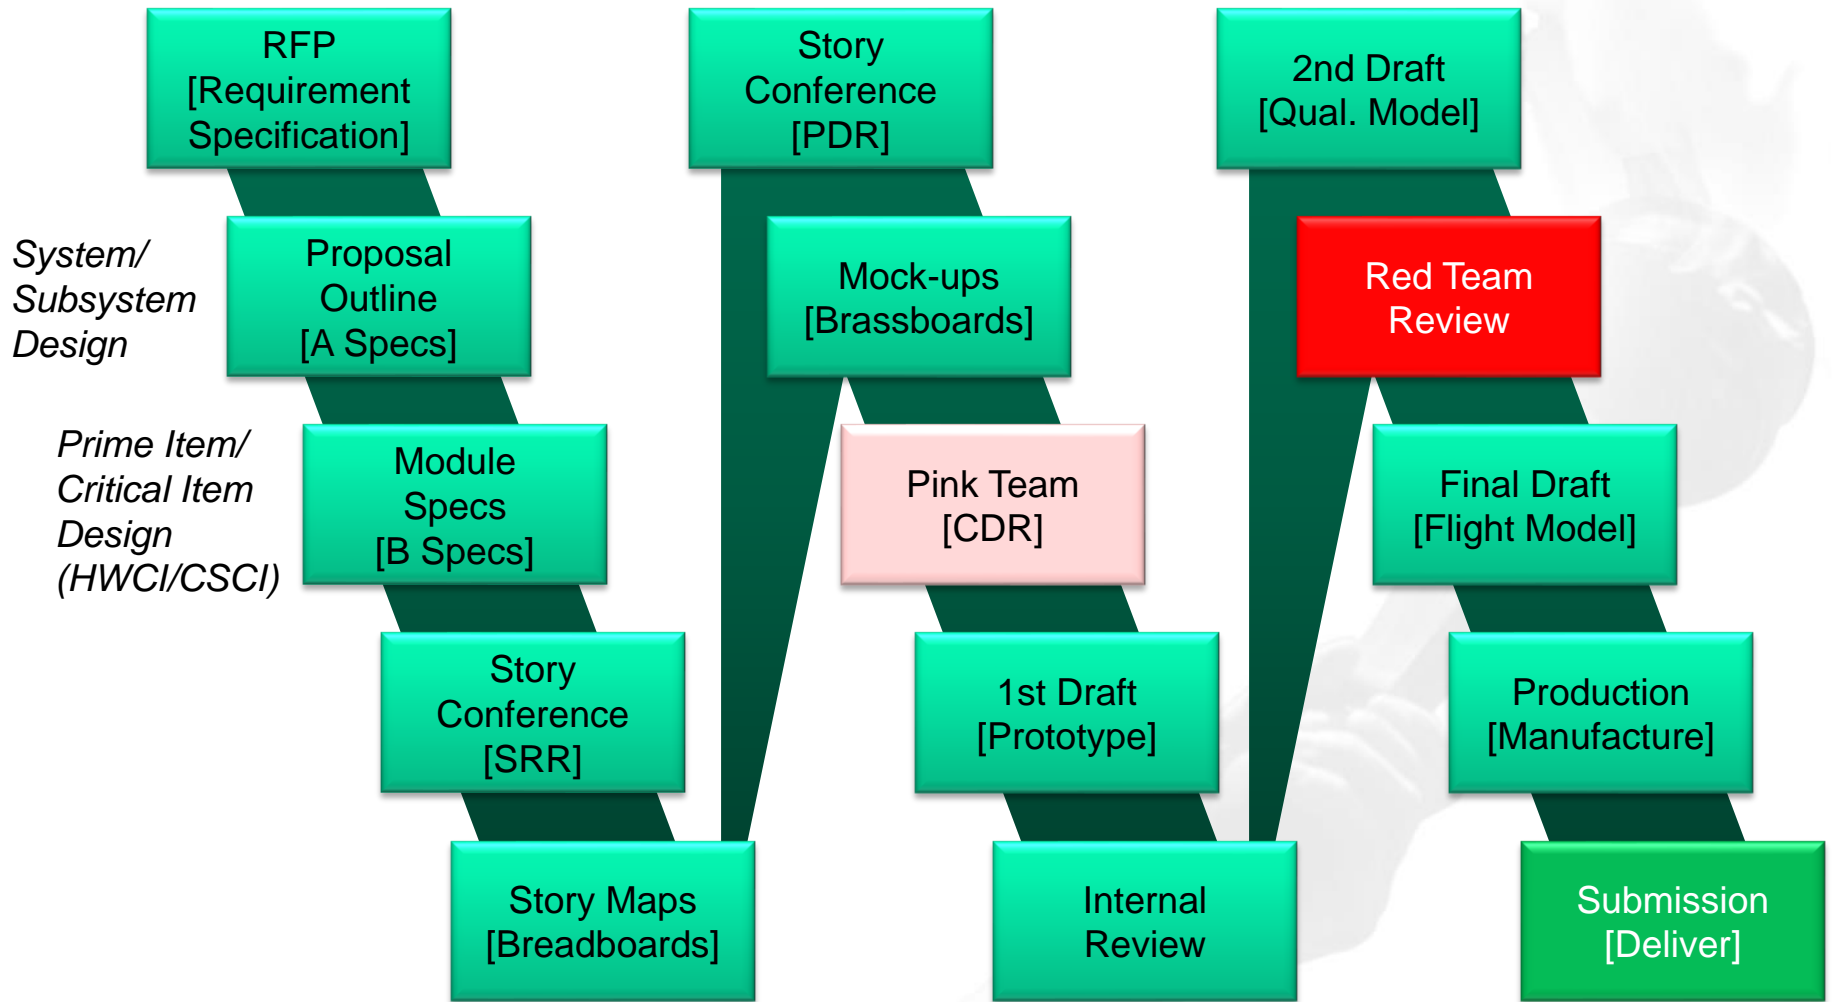 RFP
[Requirement
Specification]
System/
Subsystem
Design
Proposal
Outline
[A Specs]
Prime Item/
Critical Item
Design
(HWCI/CSCI)
Module
Specs
[B Specs]
Story
Conference
[SRR]
Story Maps
[Breadboards]
Story
Conference
[PDR]
Mock-ups
[Brassboards]
Pink Team
[CDR]
1st Draft
[Prototype]
Internal
Review
2nd Draft
[Qual. Model]
Red Team
Review
Final Draft
[Flight Model]
Production
[Manufacture]
Submission
[Deliver]